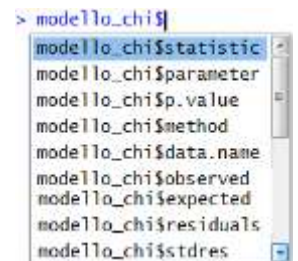 > modello_chi$
modello_chi$statistic
modello_chi$parameter
modello_chi$p.value
modello_chi$method
modello_chi$data.name
modello_chi$observed
modello_chi$expected
modello_chi$residuals
modello_chi$stdres